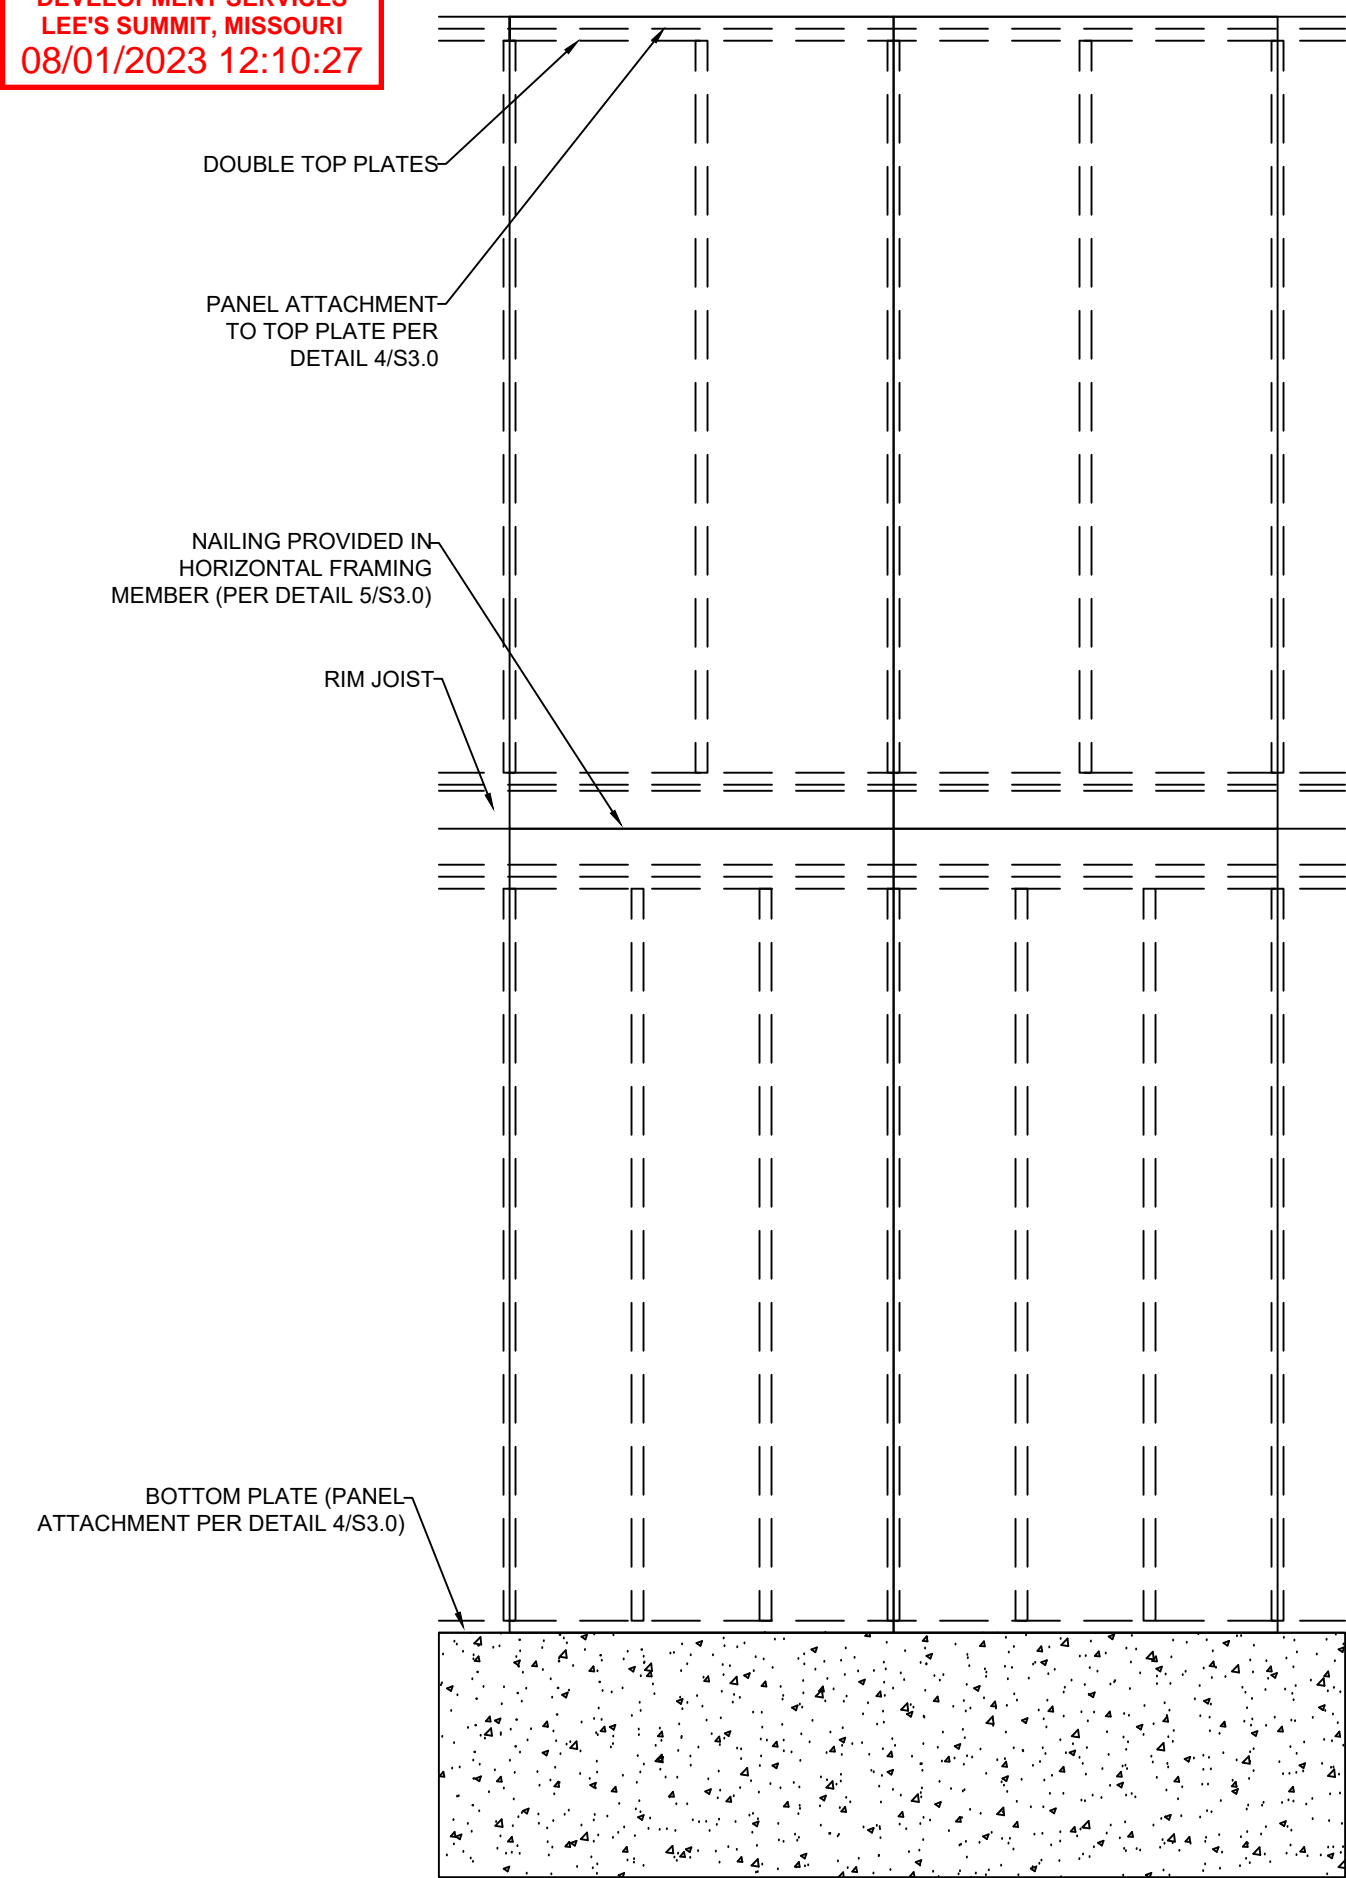 DEVELOPMENT SERVICES
LEE'S SUMMIT, MISSOURI
08/01/2023 12:10:27
DOUBLE TOP PLATES
PANEL ATTACHMENT
TO TOP PLATE PER
DETAIL 4/S3.0
NAILING PROVIDED IN
HORIZONTAL FRAMING
MEMBER (PER DETAIL 5/S3.0)
RIM JOIST
BOTTOM PLATE (PANEL
ATTACHMENT PER DETAIL 4/S3.0)